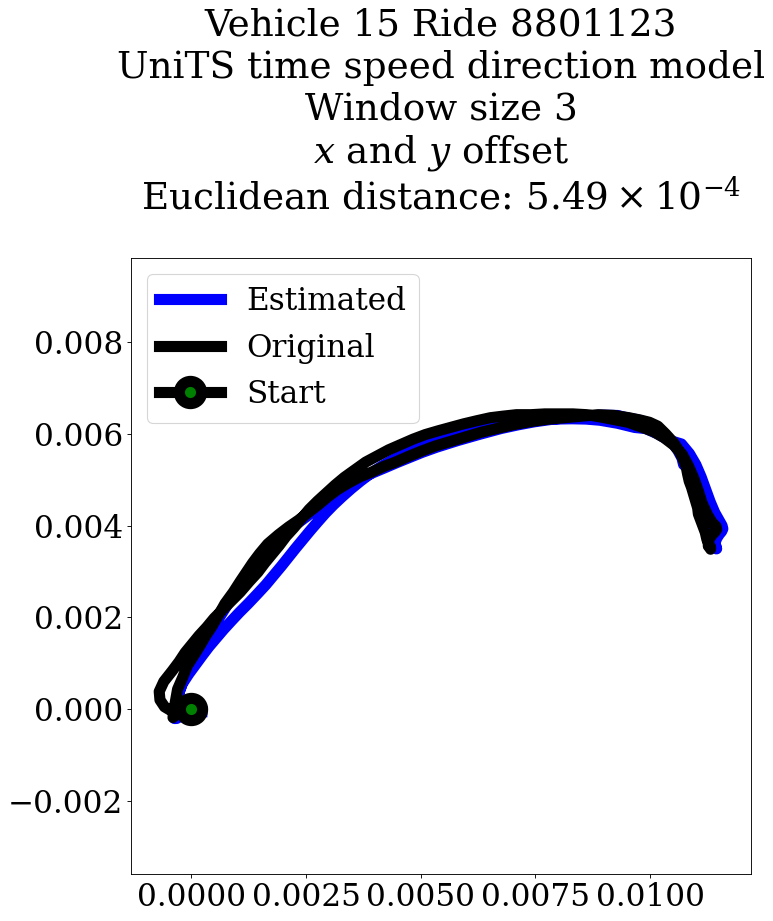 Vehicle 15 Ride 8801123
UniTS time speed direction model
Window size 3
x and y offset
Euclidean distance: 5.49 × 10⁻⁴
Estimated
Original
Start
0.008
0.006
0.004
0.002
0.000
−0.002
0.0000 0.0025 0.0050 0.0075 0.0100